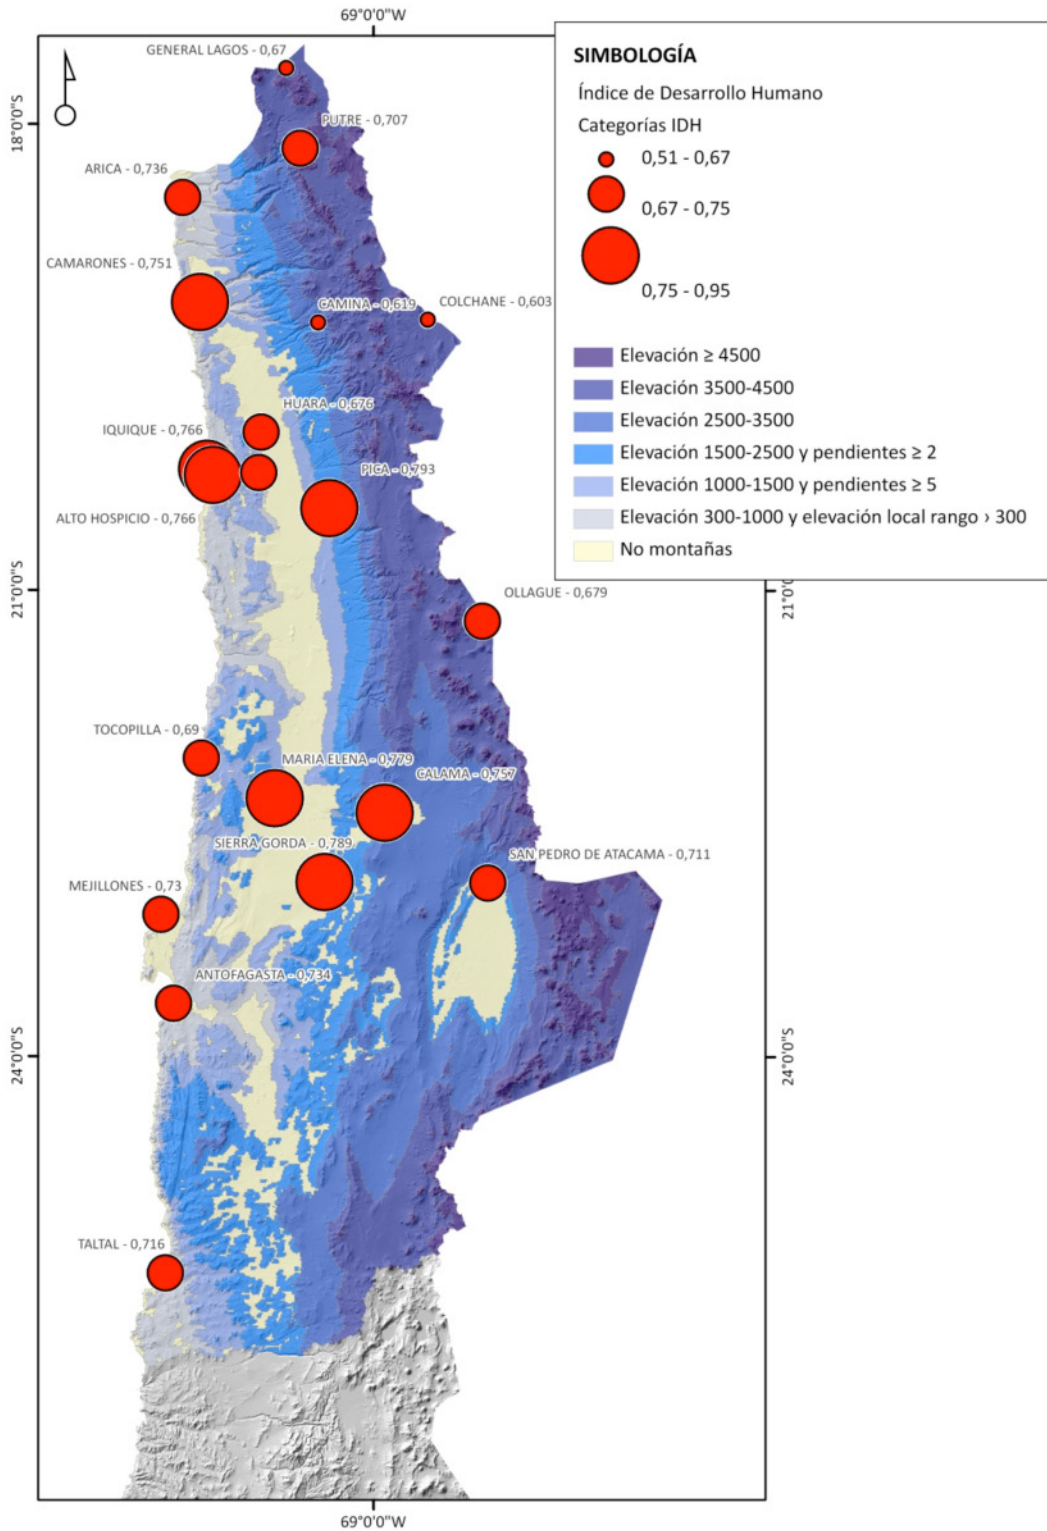 69°0'0"W
SIMBOLOGÍA
Índice de Desarrollo Humano
Categorías IDH
0,51 - 0,67
0,67 - 0,75
0,75 - 0,95
Elevación ≥ 4500
Elevación 3500-4500
Elevación 2500-3500
Elevación 1500-2500 y pendientes ≥ 2
Elevación 1000-1500 y pendientes ≥ 5
Elevación 300-1000 y elevación local rango › 300
No montañas
GENERAL LAGOS - 0,67
18°0'0"S
PUTRE - 0,707
ARICA - 0,736
CAMARONES - 0,751
CAMINA - 0,619
COLCHANE - 0,603
HUARA - 0,676
IQUIQUE - 0,766
PICA - 0,793
ALTO HOSPICIO - 0,766
21°0'0"S
21°0'0"S
OLLAGUE - 0,679
TOCOPILLA - 0,69
MARIA ELENA - 0,779
CALAMA - 0,757
SIERRA GORDA - 0,789
SAN PEDRO DE ATACAMA - 0,711
MEJILLONES - 0,73
ANTOFAGASTA - 0,734
24°0'0"S
24°0'0"S
TALTAL - 0,716
69°0'0"W